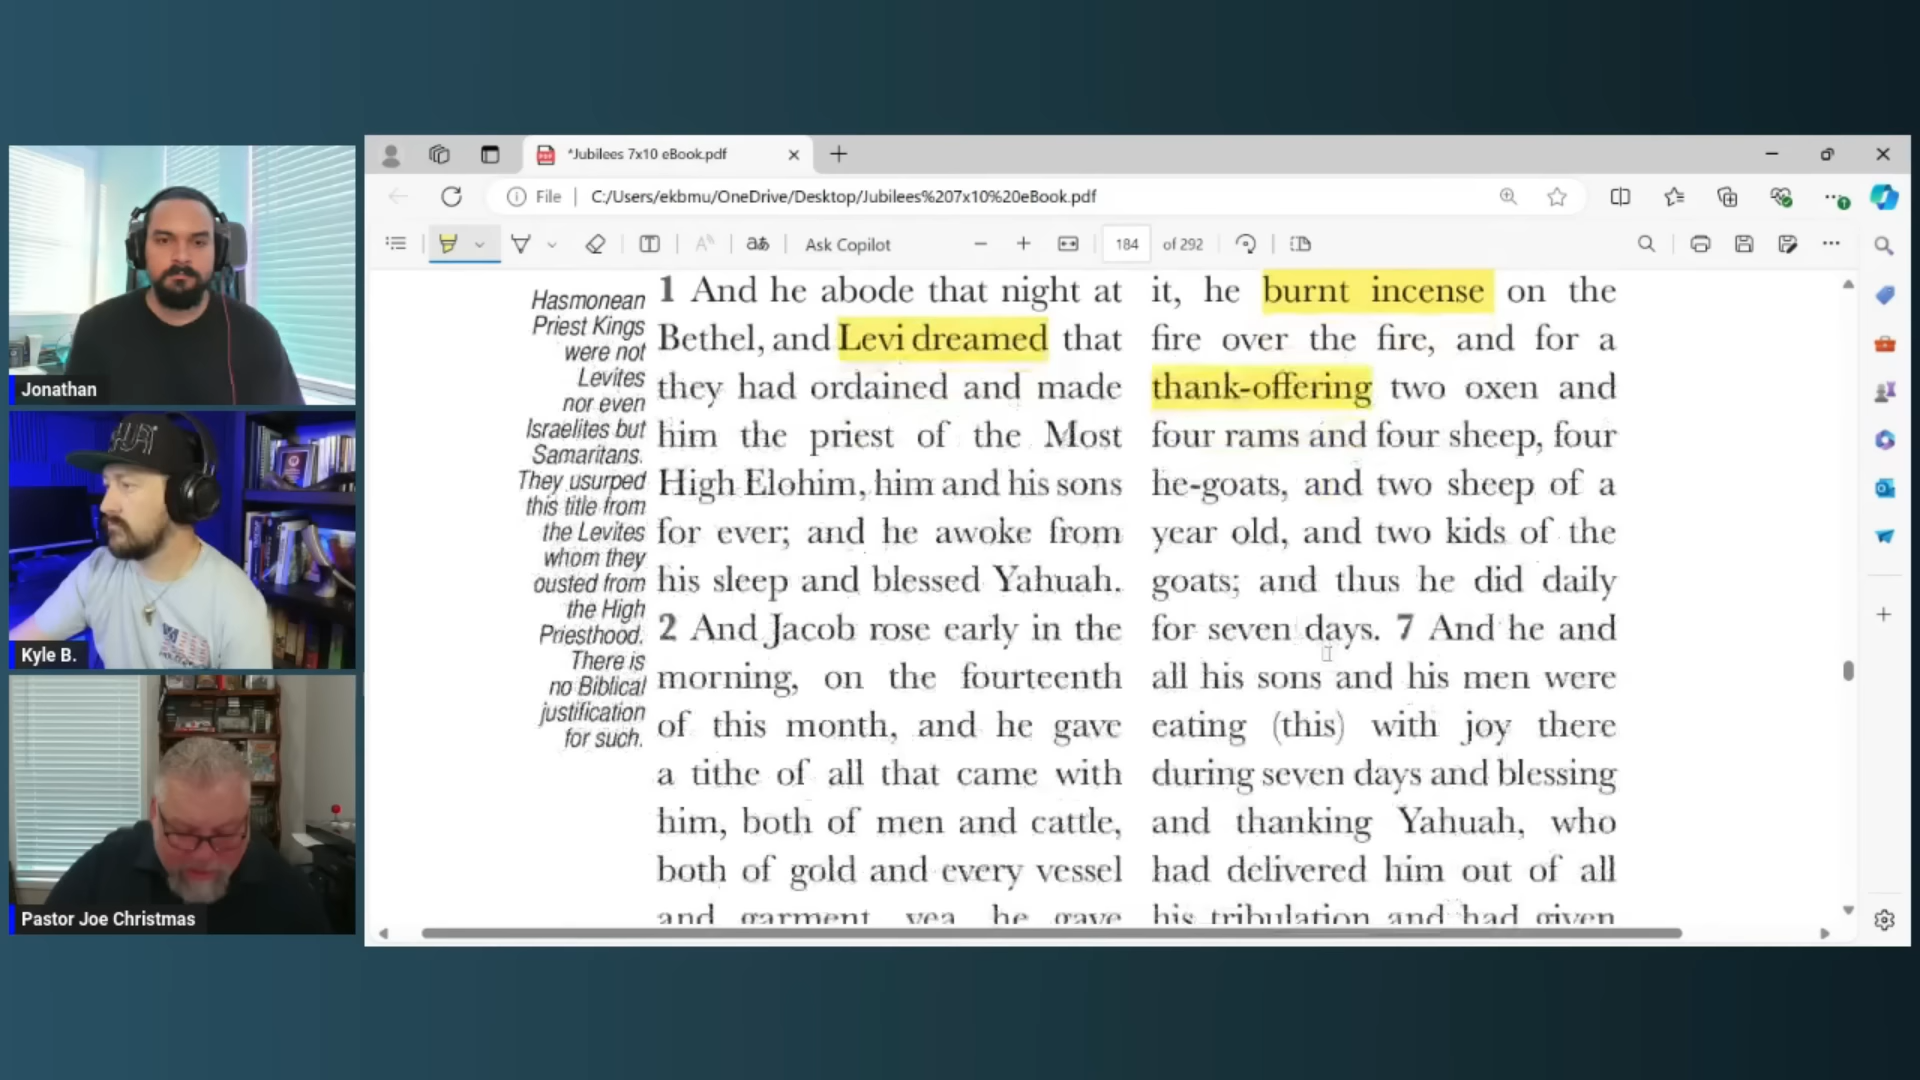 *Jubilees 7x10 eBook.pdf
File
C:/Users/ekbmu/OneDrive/Desktop/Jubilees%207x10%20eBook.pdf
Ask Copilot
184 of 292
Hasmonean
Priest Kings
were not
Levites
nor even
Israelites but
Samaritans.
They usurped
this title from
the Levites
whom they
ousted from
the High
Priesthood.
There is
no Biblical
justification
for such.
1 And he abode that night at
Bethel, and Levi dreamed that
they had ordained and made
him the priest of the Most
High Elohim, him and his sons
for ever; and he awoke from
his sleep and blessed Yahuah.
2 And Jacob rose early in the
morning, on the fourteenth
of this month, and he gave
a tithe of all that came with
him, both of men and cattle,
both of gold and every vessel
and garment, yea, he gave
it, he burnt incense on the
fire over the fire, and for a
thank-offering two oxen and
four rams and four sheep, four
he-goats, and two sheep of a
year old, and two kids of the
goats; and thus he did daily
for seven days. 7 And he and
all his sons and his men were
eating (this) with joy there
during seven days and blessing
and thanking Yahuah, who
had delivered him out of all
his tribulation and had given
Jonathan
Kyle B.
Pastor Joe Christmas